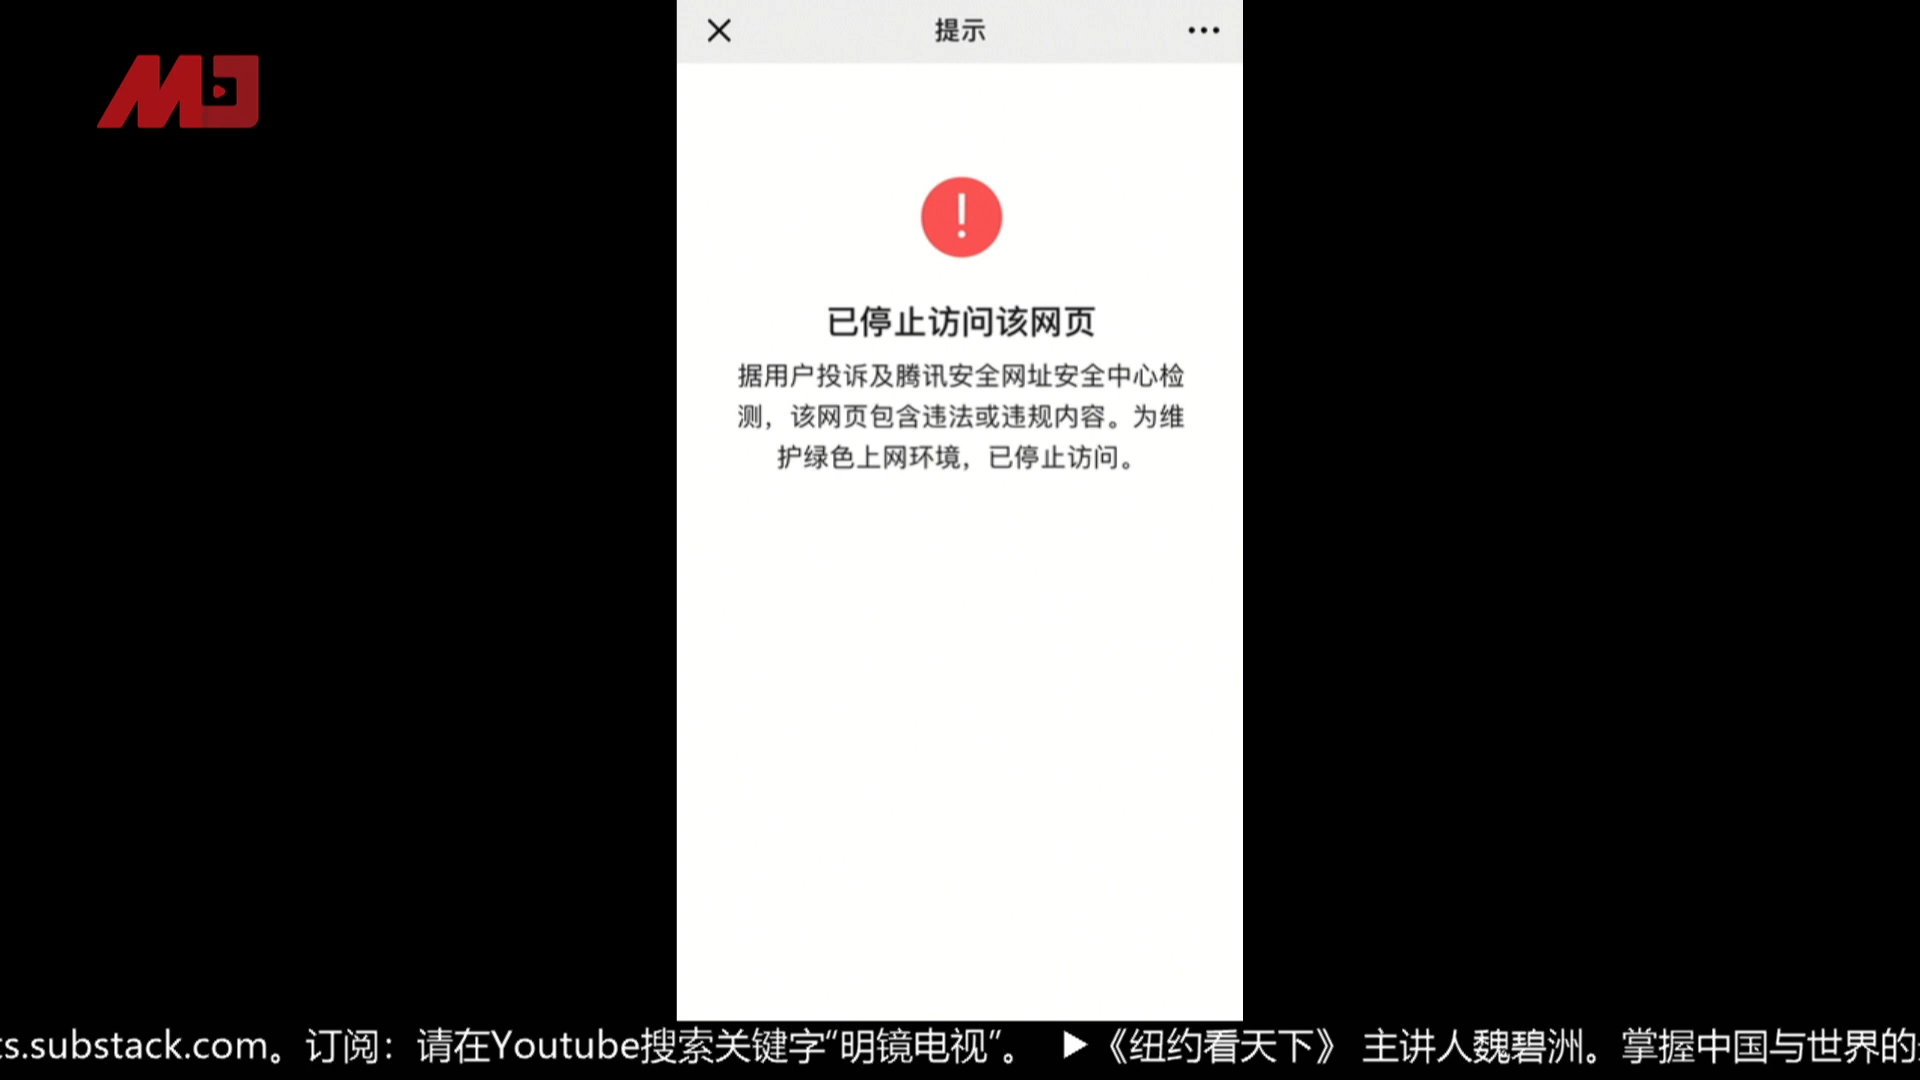 提示
已停止访问该网页
据用户投诉及腾讯安全网址安全中心检
测，该网页包含违法或违规内容。为维
护绿色上网环境，已停止访问。
ts.substack.com。订阅：请在Youtube搜索关键字“明镜电视”。 ▶《纽约看天下》 主讲人魏碧洲。掌握中国与世界的